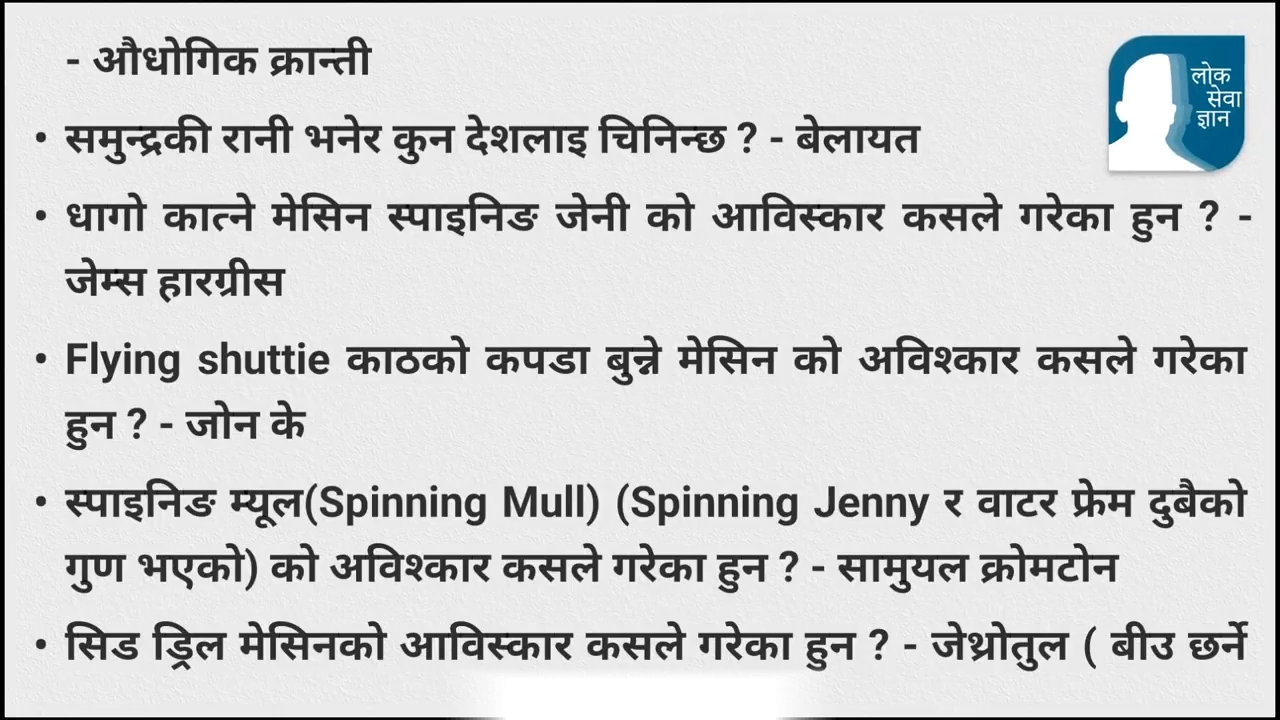 - औधोगिक क्रान्ती
लोक
सेवा
ज्ञान
• समुन्द्रकी रानी भनेर कुन देशलाइ चिनिन्छ ? - बेलायत
• धागो कात्ने मेसिन स्पाइनिङ जेनी को आविस्कार कसले गरेका हुन ? -
जेम्स हारग्रीस
• Flying shuttie काठको कपडा बुन्ने मेसिन को अविश्कार कसले गरेका
हुन ? - जोन के
• स्पाइनिङ म्यूल(Spinning Mull) (Spinning Jenny र वाटर फ्रेम दुबैको
गुण भएको) को अविश्कार कसले गरेका हुन ? - सामुयल क्रोमटोन
• सिड ड्रिल मेसिनको आविस्कार कसले गरेका हुन ? - जेथ्रोतुल ( बीउ छर्ने